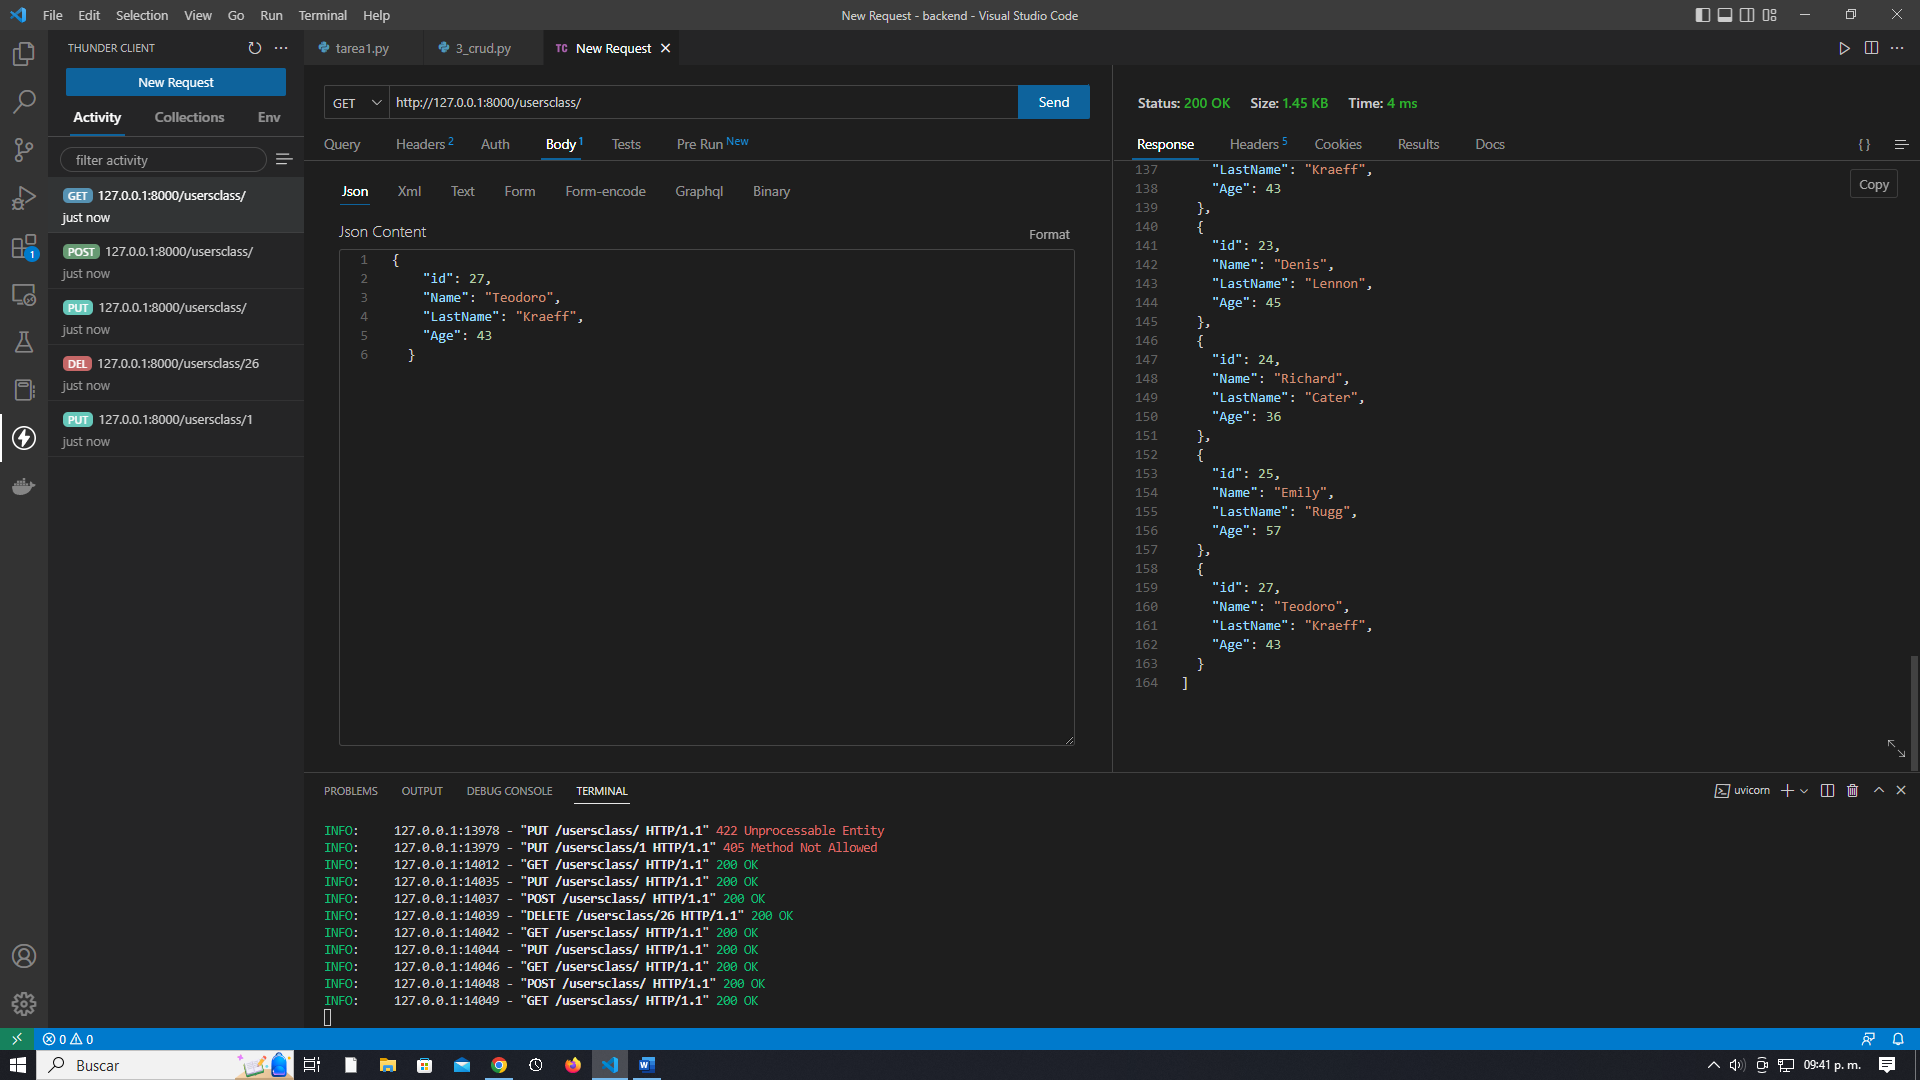 File Edit Selection View Go Run Terminal Help
New Request - backend - Visual Studio Code
THUNDER CLIENT
New Request
Activity Collections Env
filter activity
GET 127.0.0.1:8000/usersclass/
just now
POST 127.0.0.1:8000/usersclass/
just now
PUT 127.0.0.1:8000/usersclass/
just now
DEL 127.0.0.1:8000/usersclass/26
just now
PUT 127.0.0.1:8000/usersclass/1
just now
1
tarea1.py 3_crud.py TC New Request
GET http://127.0.0.1:8000/usersclass/ Send
Query Headers 2 Auth Body 1 Tests Pre Run New
Json Xml Text Form Form-encode Graphql Binary
Json Content
Format
1 {
2 "id": 27,
3 "Name": "Teodoro",
4 "LastName": "Kraeff",
5 "Age": 43
6 }
Status: 200 OK Size: 1.45 KB Time: 4 ms
Response Headers 5 Cookies Results Docs { }
Copy
137 "LastName": "Kraeff",
138 "Age": 43
139 },
140 {
141 "id": 23,
142 "Name": "Denis",
143 "LastName": "Lennon",
144 "Age": 45
145 },
146 {
147 "id": 24,
148 "Name": "Richard",
149 "LastName": "Cater",
150 "Age": 36
151 },
152 {
153 "id": 25,
154 "Name": "Emily",
155 "LastName": "Rugg",
156 "Age": 57
157 },
158 {
159 "id": 27,
160 "Name": "Teodoro",
161 "LastName": "Kraeff",
162 "Age": 43
163 }
164 ]
PROBLEMS OUTPUT DEBUG CONSOLE TERMINAL
uvicorn
INFO: 127.0.0.1:13978 - "PUT /usersclass/ HTTP/1.1" 422 Unprocessable Entity
INFO: 127.0.0.1:13979 - "PUT /usersclass/1 HTTP/1.1" 405 Method Not Allowed
INFO: 127.0.0.1:14012 - "GET /usersclass/ HTTP/1.1" 200 OK
INFO: 127.0.0.1:14035 - "PUT /usersclass/ HTTP/1.1" 200 OK
INFO: 127.0.0.1:14037 - "POST /usersclass/ HTTP/1.1" 200 OK
INFO: 127.0.0.1:14039 - "DELETE /usersclass/26 HTTP/1.1" 200 OK
INFO: 127.0.0.1:14042 - "GET /usersclass/ HTTP/1.1" 200 OK
INFO: 127.0.0.1:14044 - "PUT /usersclass/ HTTP/1.1" 200 OK
INFO: 127.0.0.1:14046 - "GET /usersclass/ HTTP/1.1" 200 OK
INFO: 127.0.0.1:14048 - "POST /usersclass/ HTTP/1.1" 200 OK
INFO: 127.0.0.1:14049 - "GET /usersclass/ HTTP/1.1" 200 OK
0 0
Buscar
09:41 p. m.